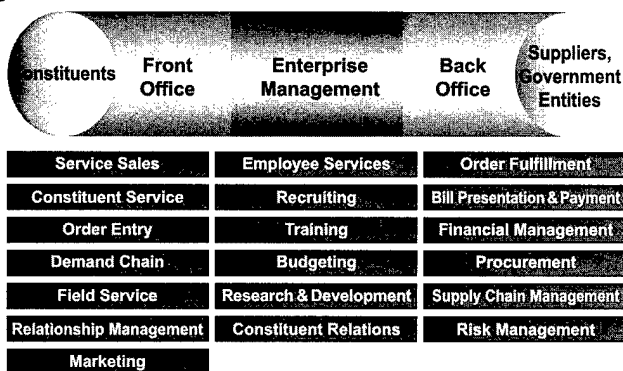 Constituents
Front
Office
Enterprise
Management
Back
Office
Suppliers,
Government
Entities
Service Sales
Constituent Service
Order Entry
Demand Chain
Field Service
Relationship Management
Marketing
Employee Services
Recruiting
Training
Budgeting
Research & Development
Constituent Relations
Order Fulfillment
Bill Presentation & Payment
Financial Management
Procurement
Supply Chain Management
Risk Management